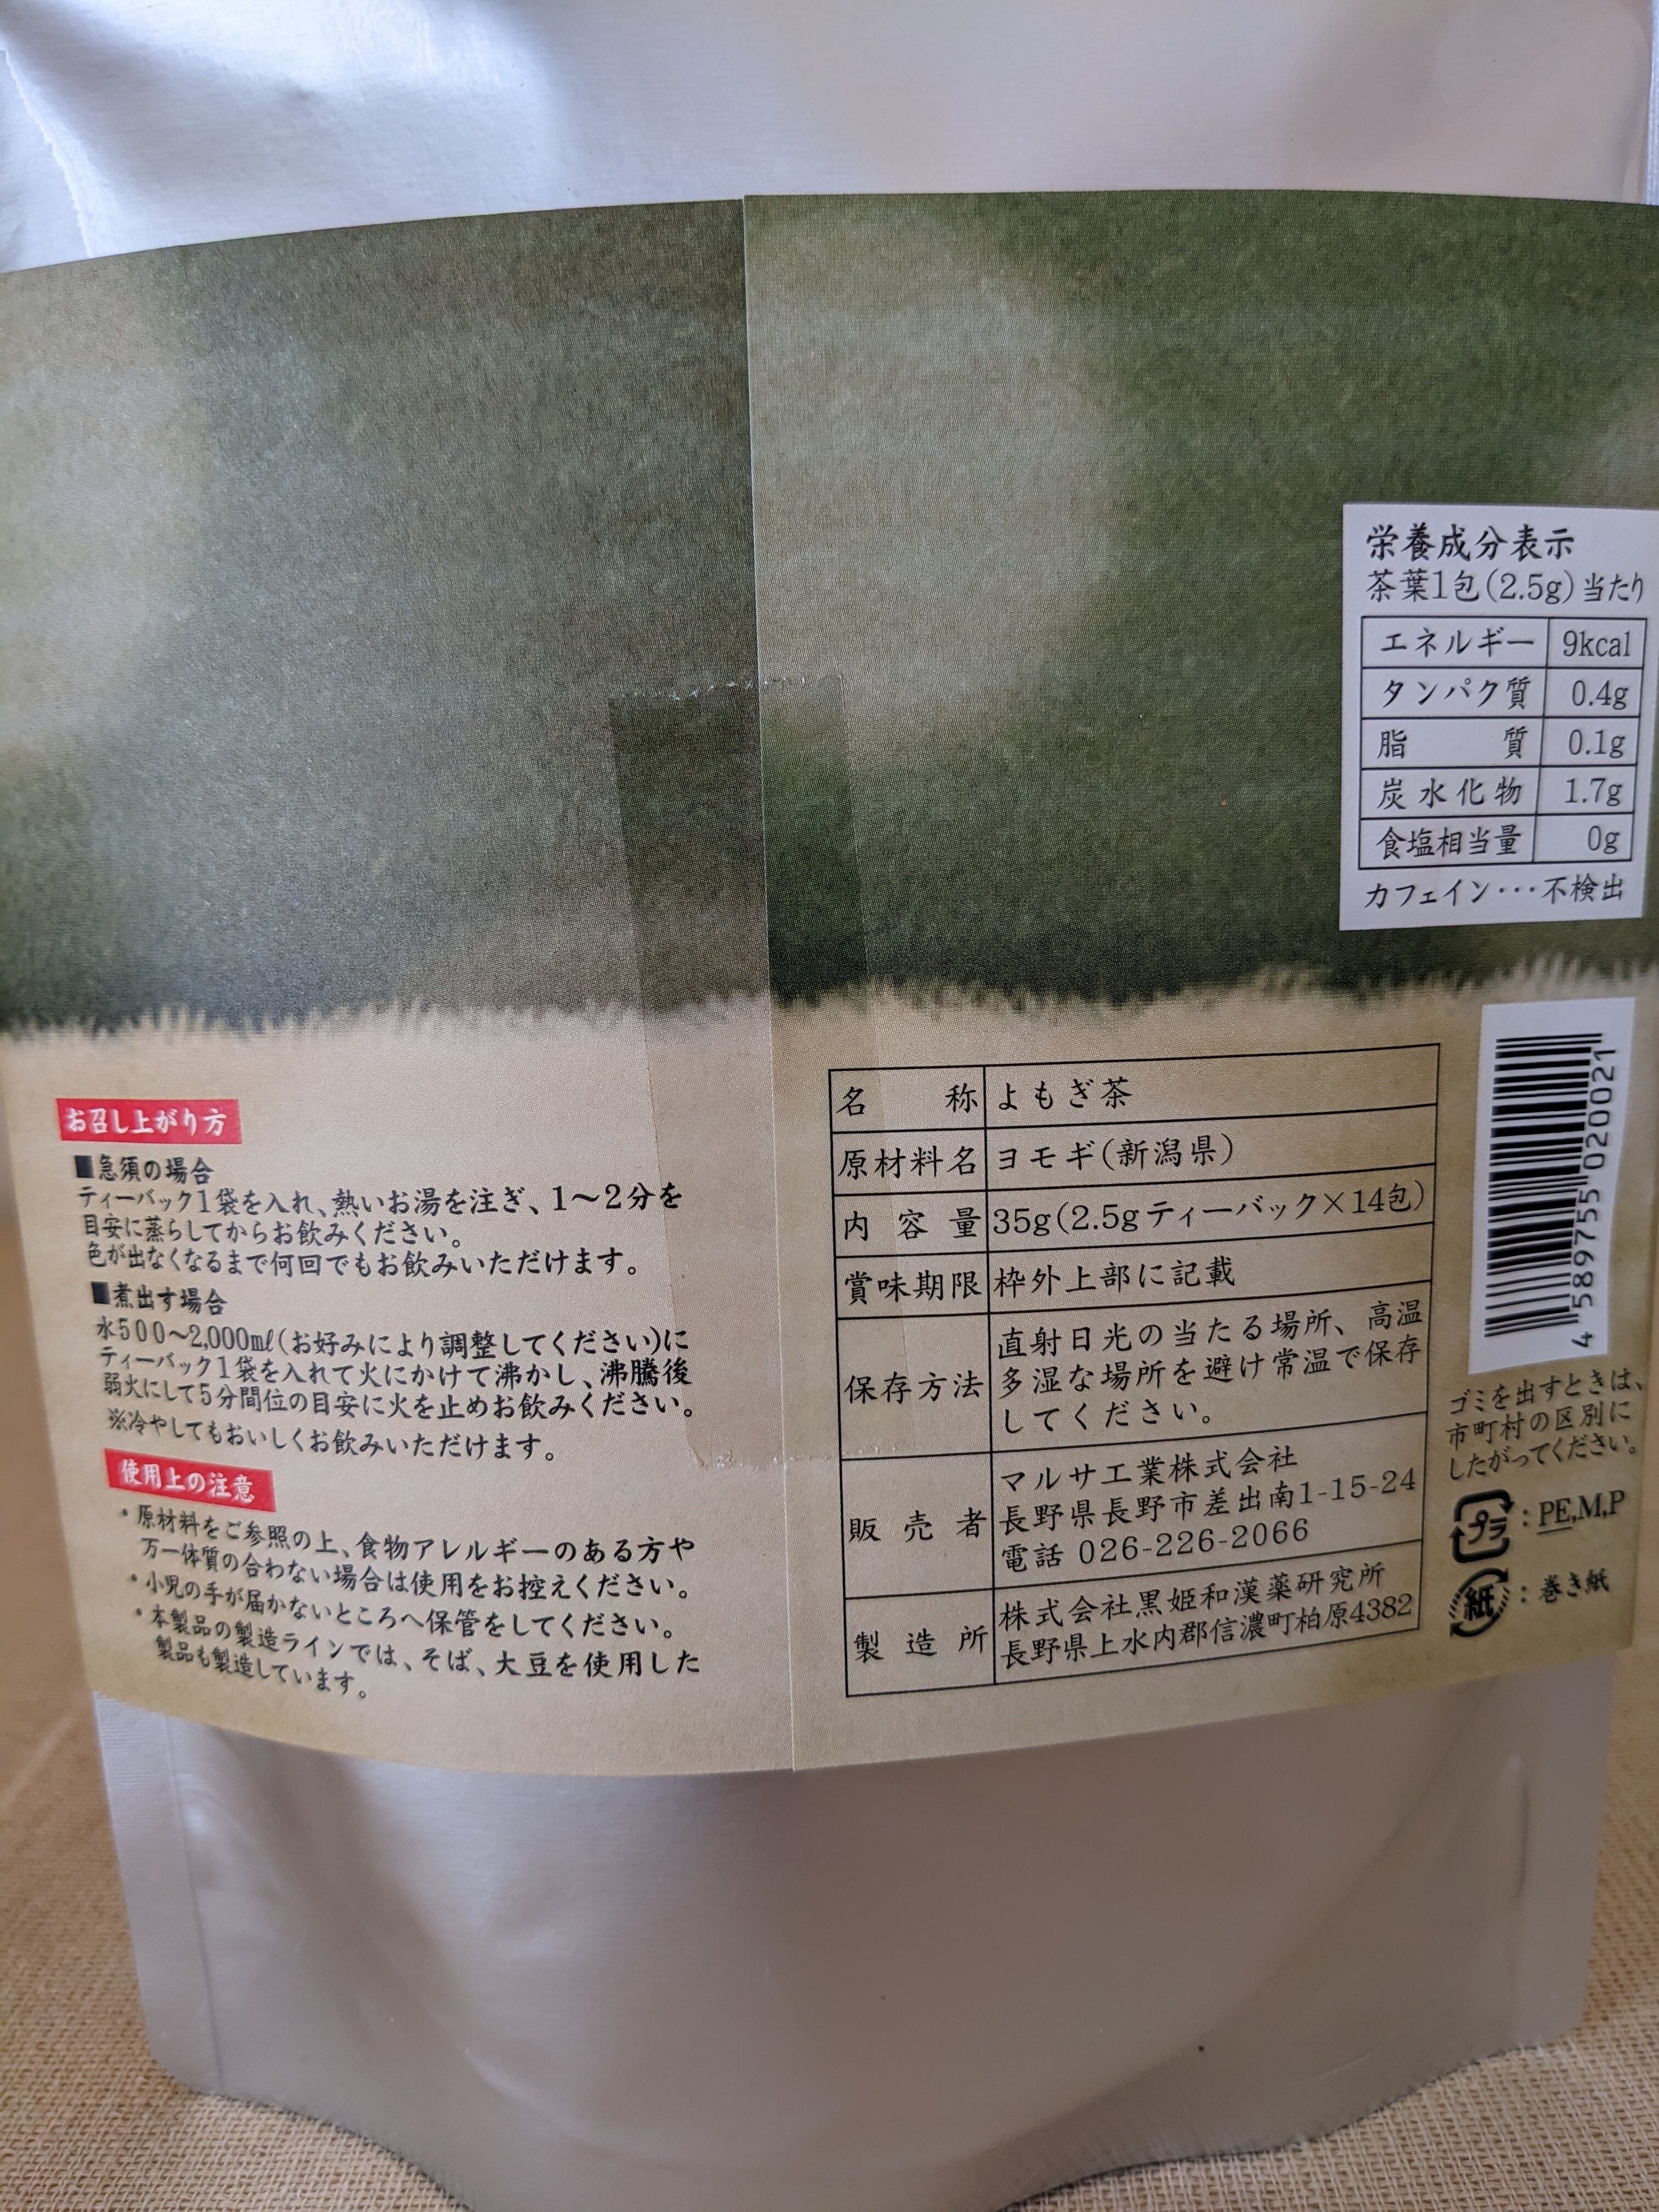 お召し上がり方
■急須の場合
ティーバック1袋を入れ、熱いお湯を注ぎ、1〜2分を
目安に蒸らしてからお飲みください。
色が出なくなるまで何回でもお飲みいただけます。
■煮出す場合
水500〜2,000㎖(お好みにより調整してください)に
ティーバック1袋を入れて火にかけて沸かし、沸騰後
弱火にして5分間位の目安に火を止めお飲みください。
※冷やしてもおいしくお飲みいただけます。
使用上の注意
・原材料をご参照の上、食物アレルギーのある方や
万一体質の合わない場合は使用をお控えください。
・小児の手が届かないところへ保管をしてください。
・本製品の製造ラインでは、そば、大豆を使用した
製品も製造しています。
栄養成分表示
茶葉1包(2.5g)当たり
エネルギー 9kcal
タンパク質 0.4g
脂質 0.1g
炭水化物 1.7g
食塩相当量 0g
カフェイン･･･不検出
名称 よもぎ茶
原材料名 ヨモギ(新潟県)
内容量 35g(2.5gティーバック×14包)
賞味期限 枠外上部に記載
保存方法 直射日光の当たる場所、高温
多湿な場所を避け常温で保存
してください。
販売者 マルサ工業株式会社
長野県長野市差出南1-15-24
電話 026-226-2066
製造所 株式会社黒姫和漢薬研究所
長野県上水内郡信濃町柏原4382
4 589755 020021
ゴミを出すときは、
市町村の区別に
したがってください。
プラ：PE,M,P
紙：巻き紙